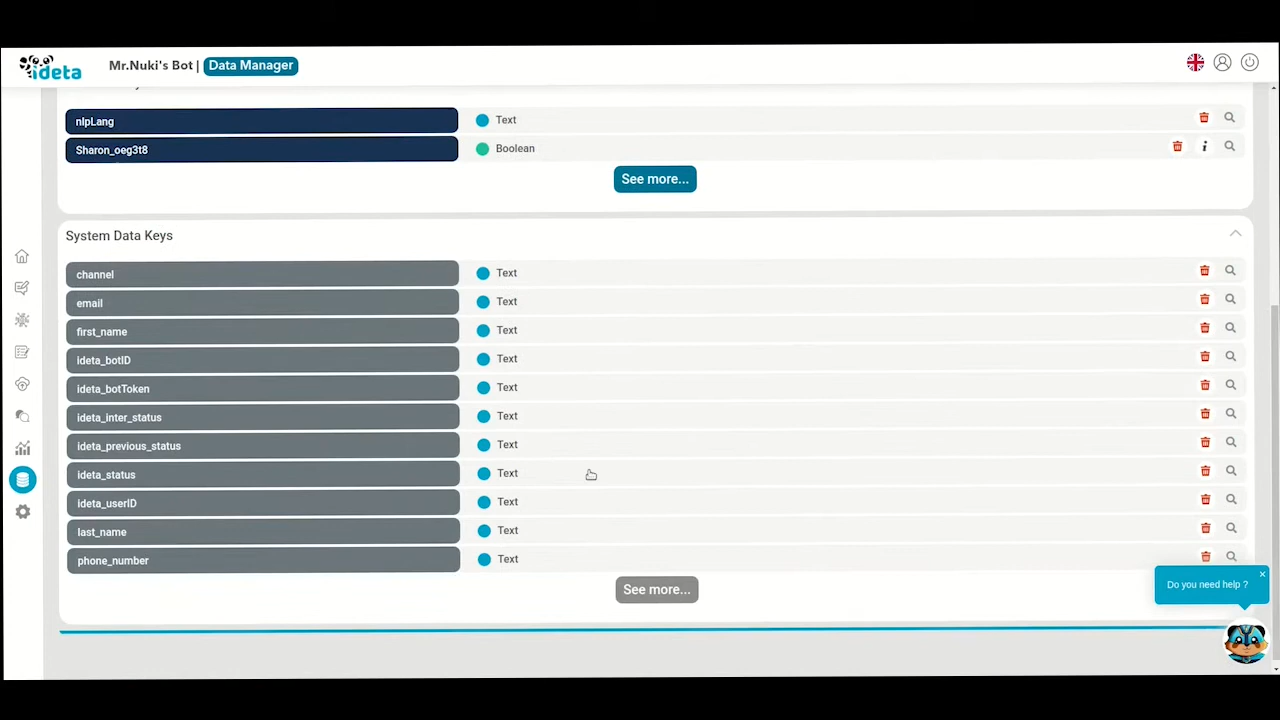 ideta
Mr.Nuki's Bot | Data Manager
nlpLang Text
Sharon_oeg3t8 Boolean
See more...
System Data Keys
channel Text
email Text
first_name Text
ideta_botID Text
ideta_botToken Text
ideta_inter_status Text
ideta_previous_status Text
ideta_status Text
ideta_userID Text
last_name Text
phone_number Text
See more...
Do you need help ?